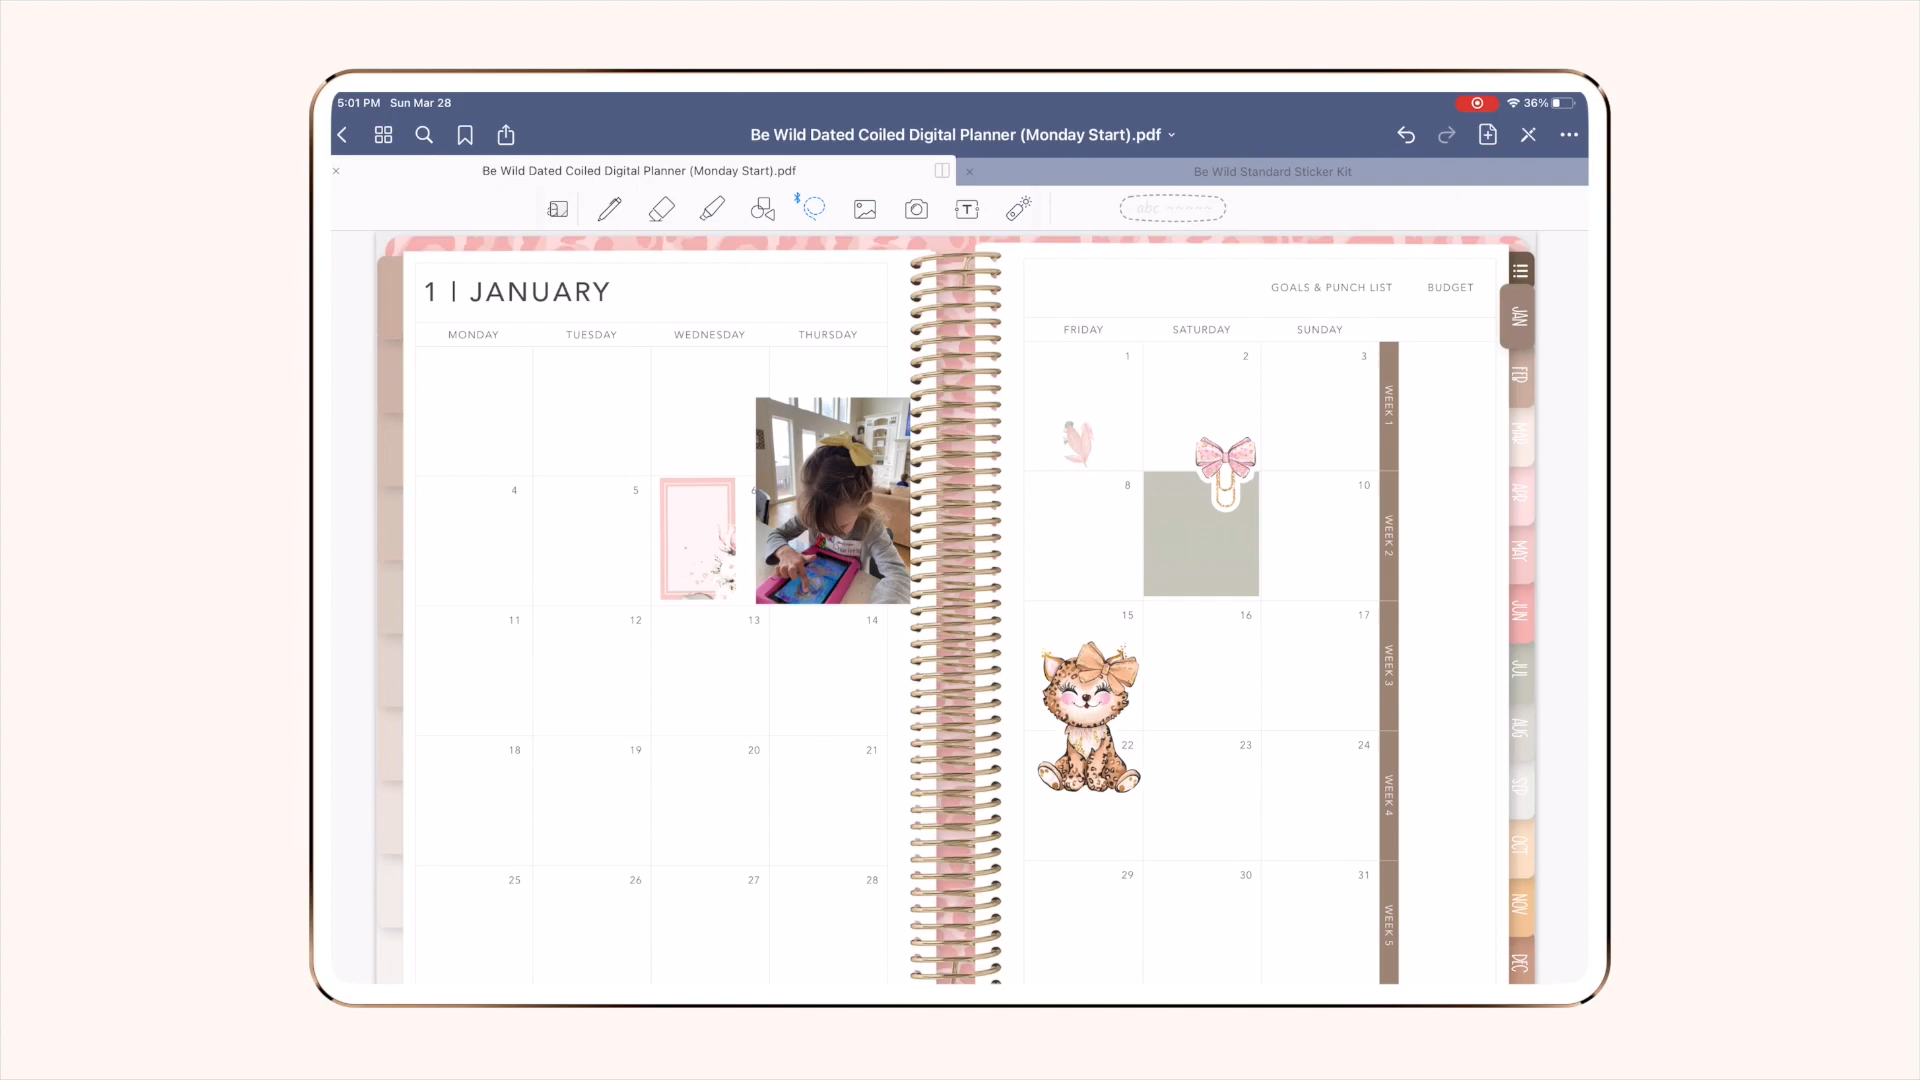 5:01 PM Sun Mar 28
36%
Be Wild Dated Coiled Digital Planner (Monday Start).pdf
Be Wild Dated Coiled Digital Planner (Monday Start).pdf
Be Wild Standard Sticker Kit
T
abc
1 | JANUARY
MONDAY TUESDAY WEDNESDAY THURSDAY
4 5 6
11 12 13 14
18 19 20 21
25 26 27 28
GOALS & PUNCH LIST BUDGET
FRIDAY SATURDAY SUNDAY
1 2 3
WEEK 1
8 10
WEEK 2
15 16 17
WEEK 3
22 23 24
WEEK 4
29 30 31
WEEK 5
JAN
FEB
MAR
APR
MAY
JUN
JUL
AUG
SEP
OCT
NOV
DEC